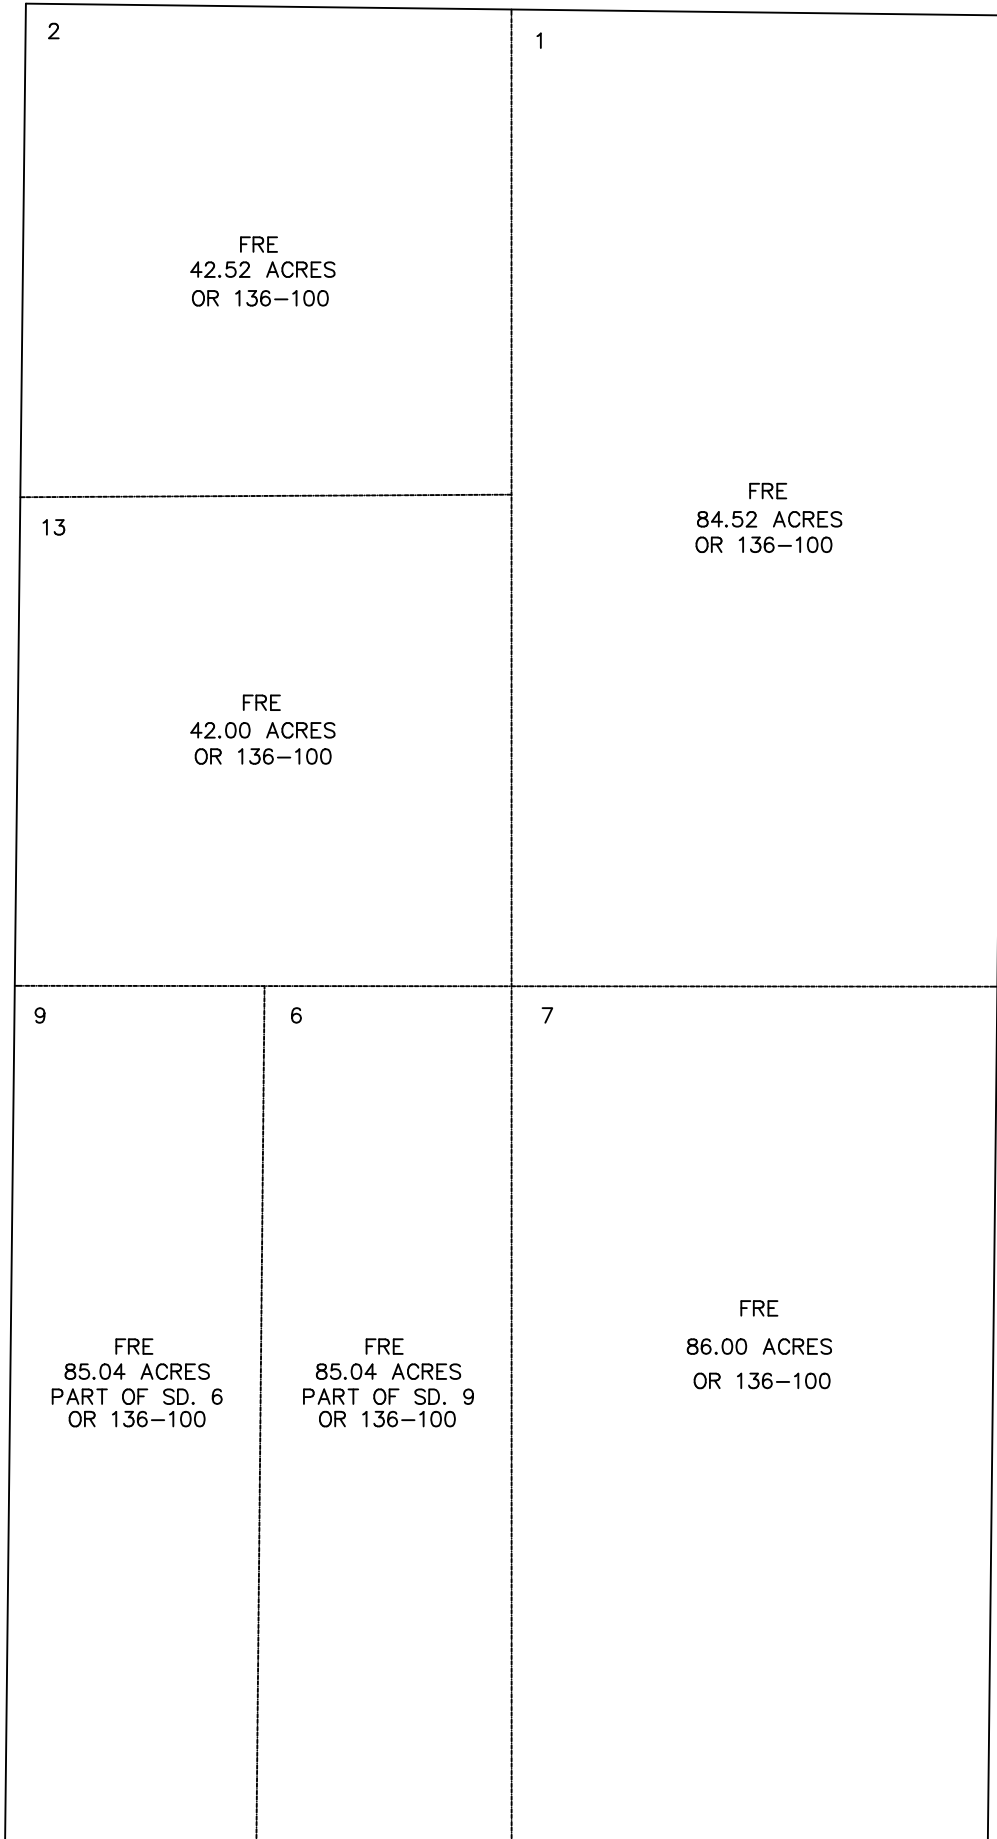 2
FRE
42.52 ACRES
OR 136-100
1
FRE
84.52 ACRES
OR 136-100
13
FRE
42.00 ACRES
OR 136-100
9
FRE
85.04 ACRES
PART OF SD. 6
OR 136-100
6
FRE
85.04 ACRES
PART OF SD. 9
OR 136-100
7
FRE
86.00 ACRES
OR 136-100